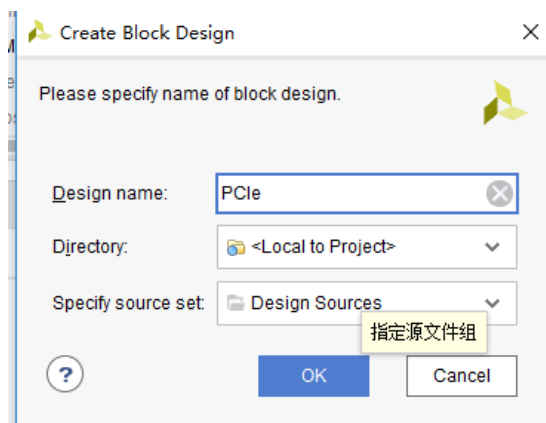 Create Block Design
Please specify name of block design.
Design name: PCIe
Directory: <Local to Project>
Specify source set: Design Sources
指定源文件组
?
OK Cancel